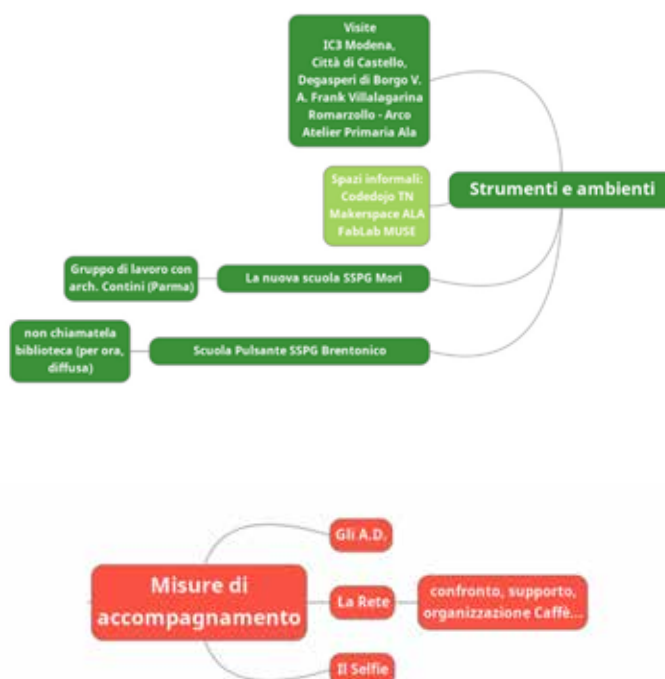 Visite
IC3 Modena,
Città di Castello,
Degasperi di Borgo V.
A. Frank Villalagarina
Romarzollo - Arco
Atelier Primaria Ala
Spazi informali:
Codedojo TN
Makerspace ALA
FabLab MUSE
Strumenti e ambienti
Gruppo di lavoro con
arch. Contini (Parma)
La nuova scuola SSPG Mori
non chiamatela
biblioteca (per ora,
diffusa)
Scuola Pulsante SSPG Brentonico
Gli A.D.
Misure di
accompagnamento
La Rete
confronto, supporto,
organizzazione Caffè...
Il Selfie